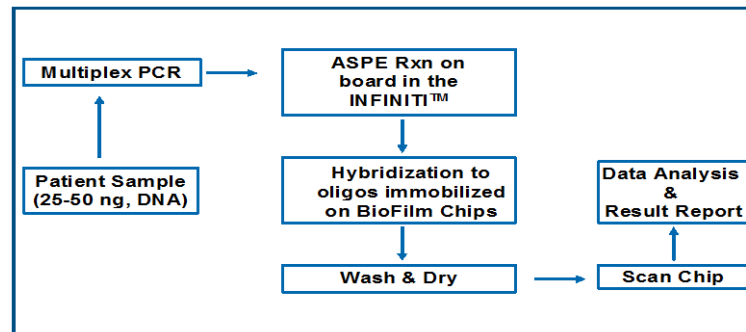 Patient Sample
(25-50 ng, DNA)
Multiplex PCR
ASPE Rxn on
board in the
INFINITI™
Hybridization to
oligos immobilized
on BioFilm Chips
Wash & Dry
Scan Chip
Data Analysis
&
Result Report